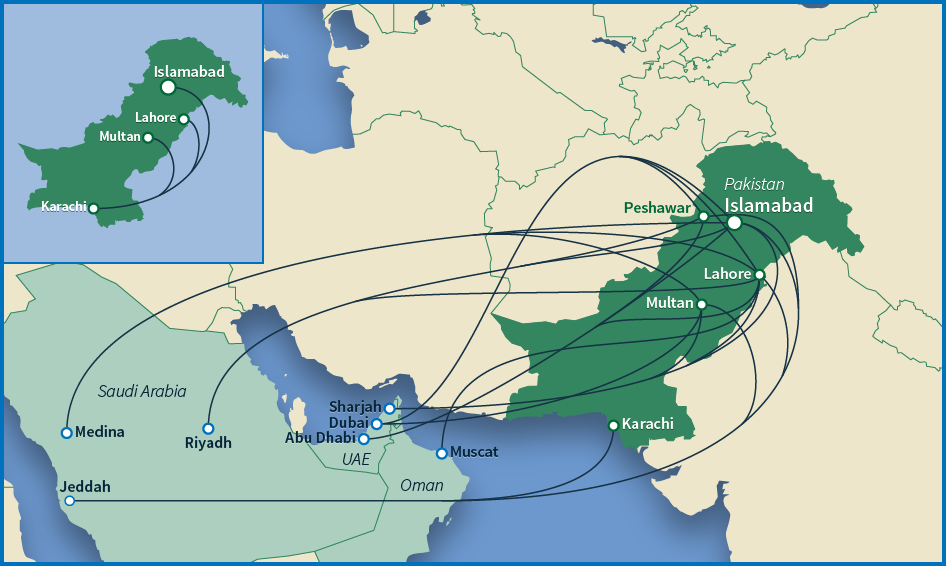 Islamabad
Lahore
Multan
Karachi
Pakistan
Islamabad
Peshawar
Lahore
Multan
Karachi
Saudi Arabia
Sharjah
Dubai
Abu Dhabi
Medina
Riyadh
UAE
Muscat
Oman
Jeddah